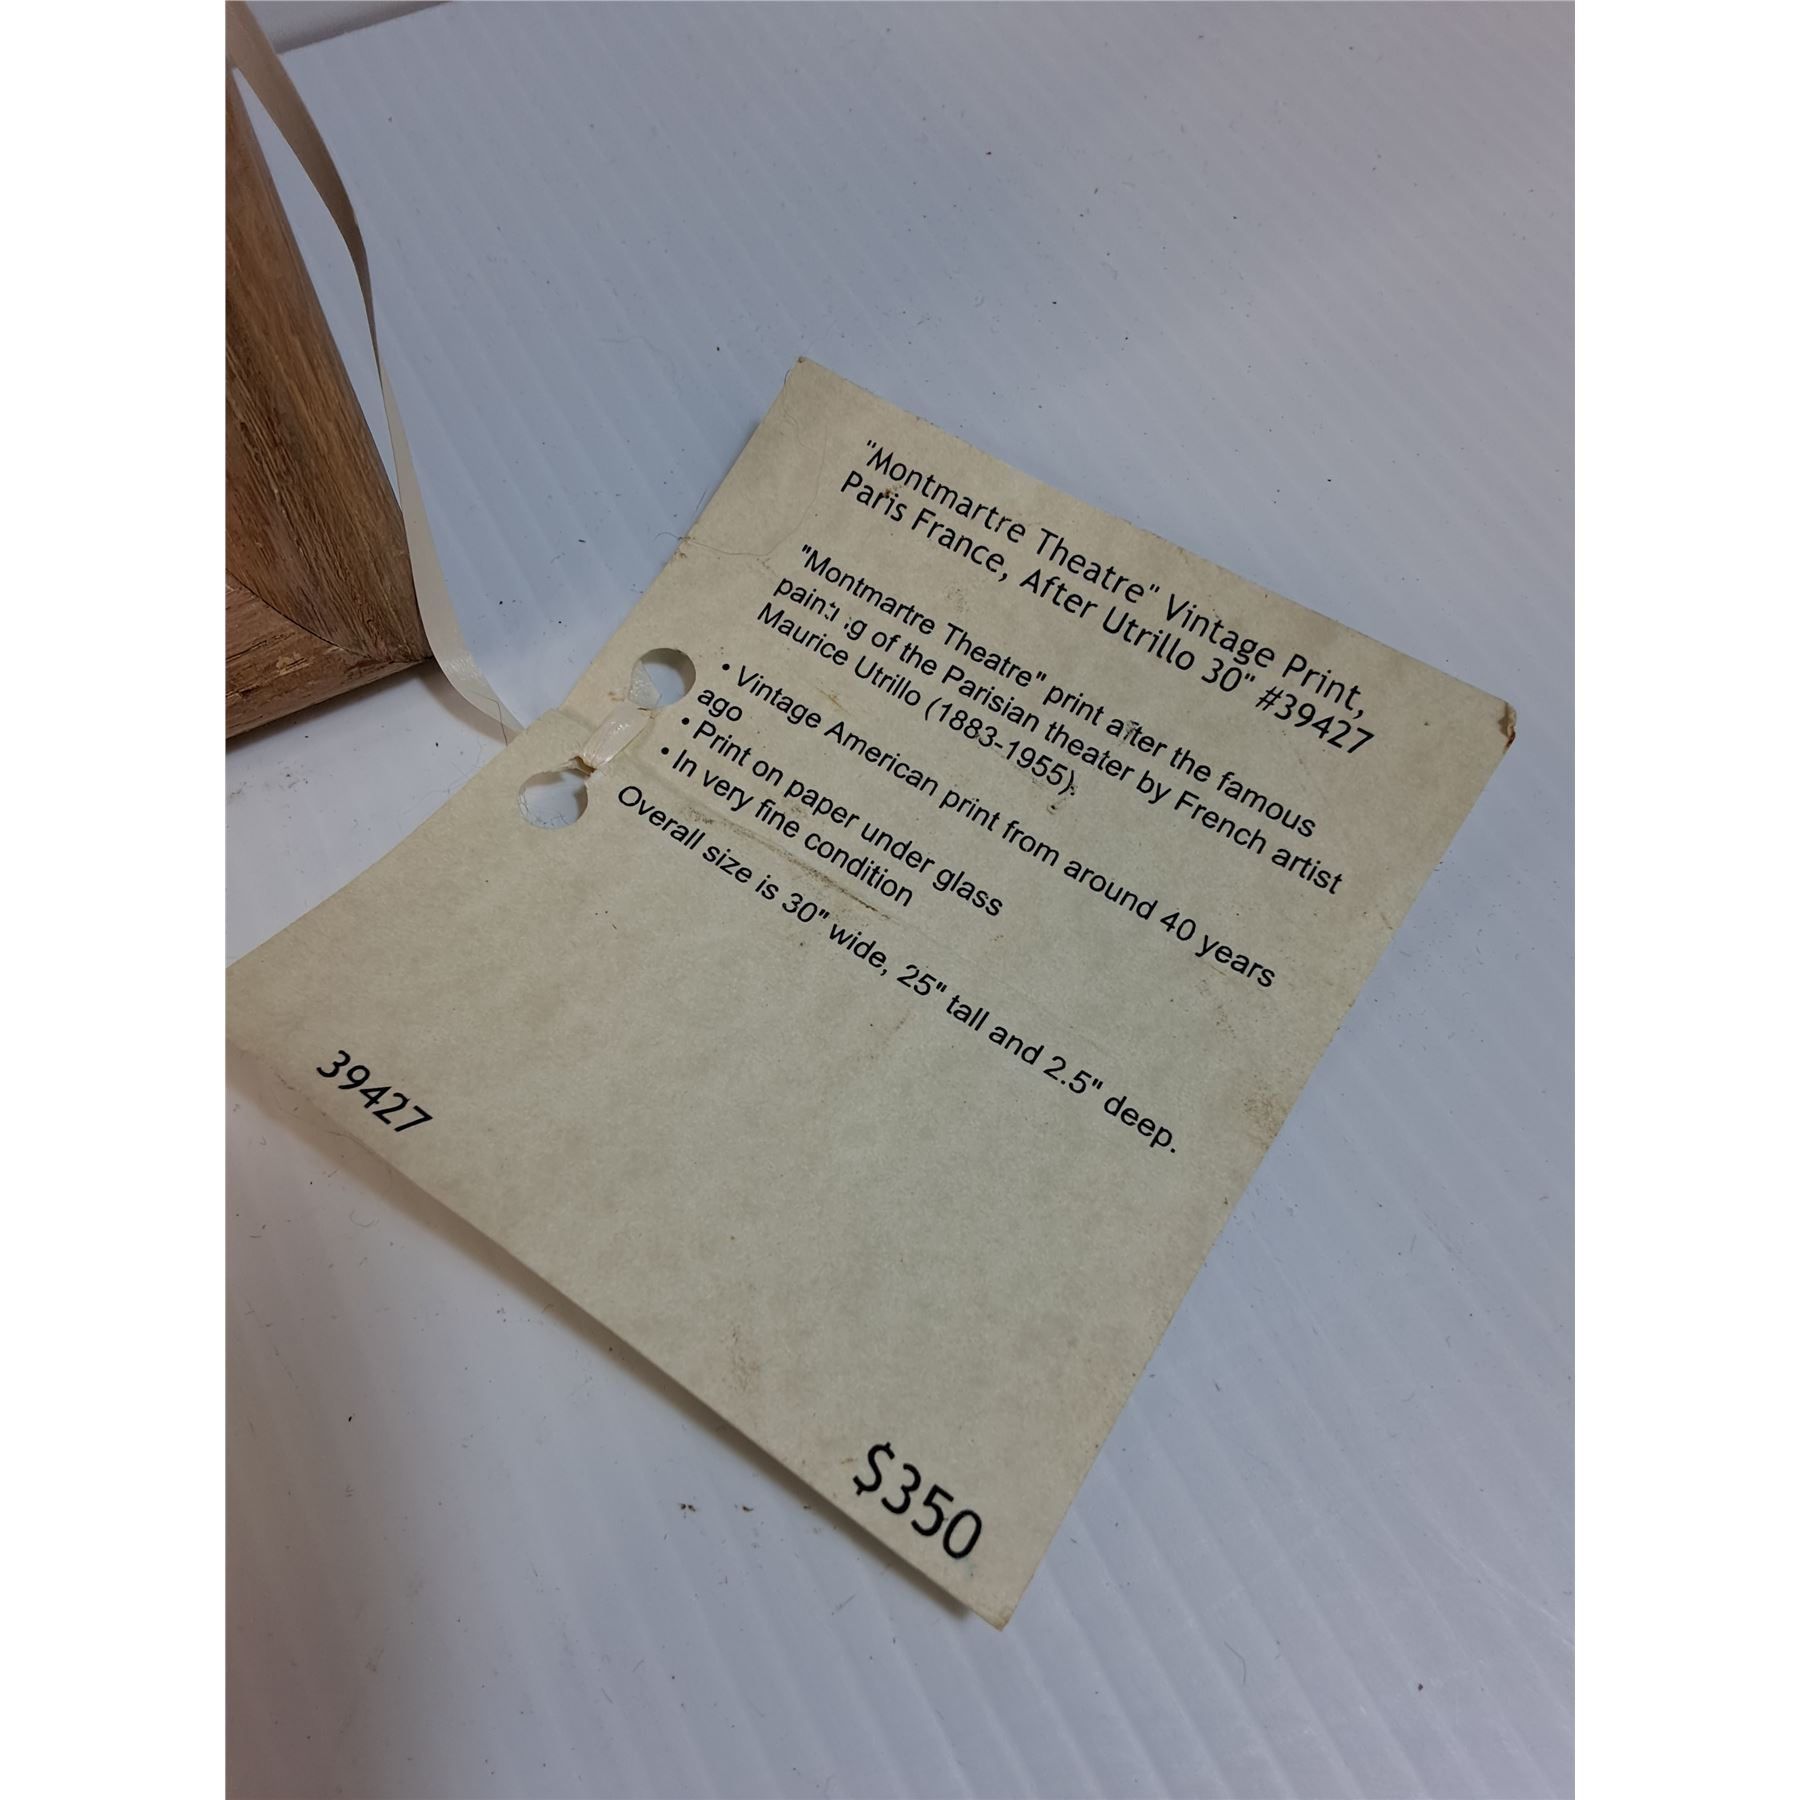 "Montmartre Theatre" Vintage Print,
Paris France, After Utrillo 30" #39427
"Montmartre Theatre" print after the famous
painting of the Parisian theater by French artist
Maurice Utrillo (1883-1955).
• Vintage American print from around 40 years
ago
• Print on paper under glass
• In very fine condition
Overall size is 30" wide, 25" tall and 2.5" deep.
39427
$350